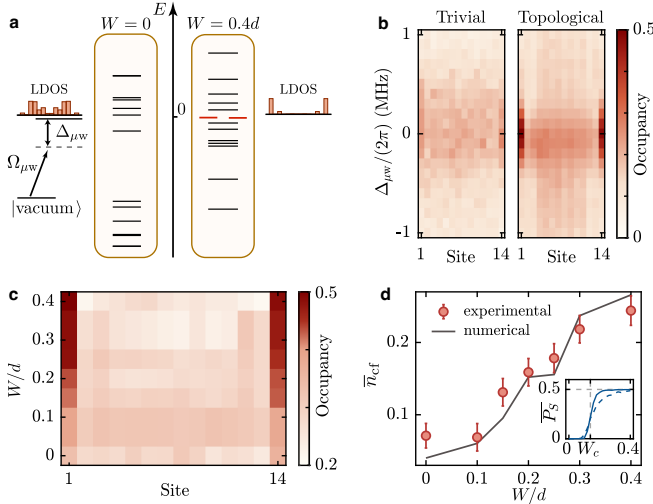 a
W = 0
E
W = 0.4d
LDOS
0
LDOS
Δμw
Ωμw
|vacuum⟩
b
Trivial
Topological
Δμw/(2π) (MHz)
1
0
-1
1
Site
14
1
Site
14
0.5
Occupancy
0
c
W/d
0.4
0.3
0.2
0.1
0
1
Site
14
0.5
Occupancy
0.2
d
experimental
numerical
n̄cf
0.2
0.1
0
0.1
0.2
0.3
0.4
W/d
P̄S
0.5
0
0
Wc
0.4